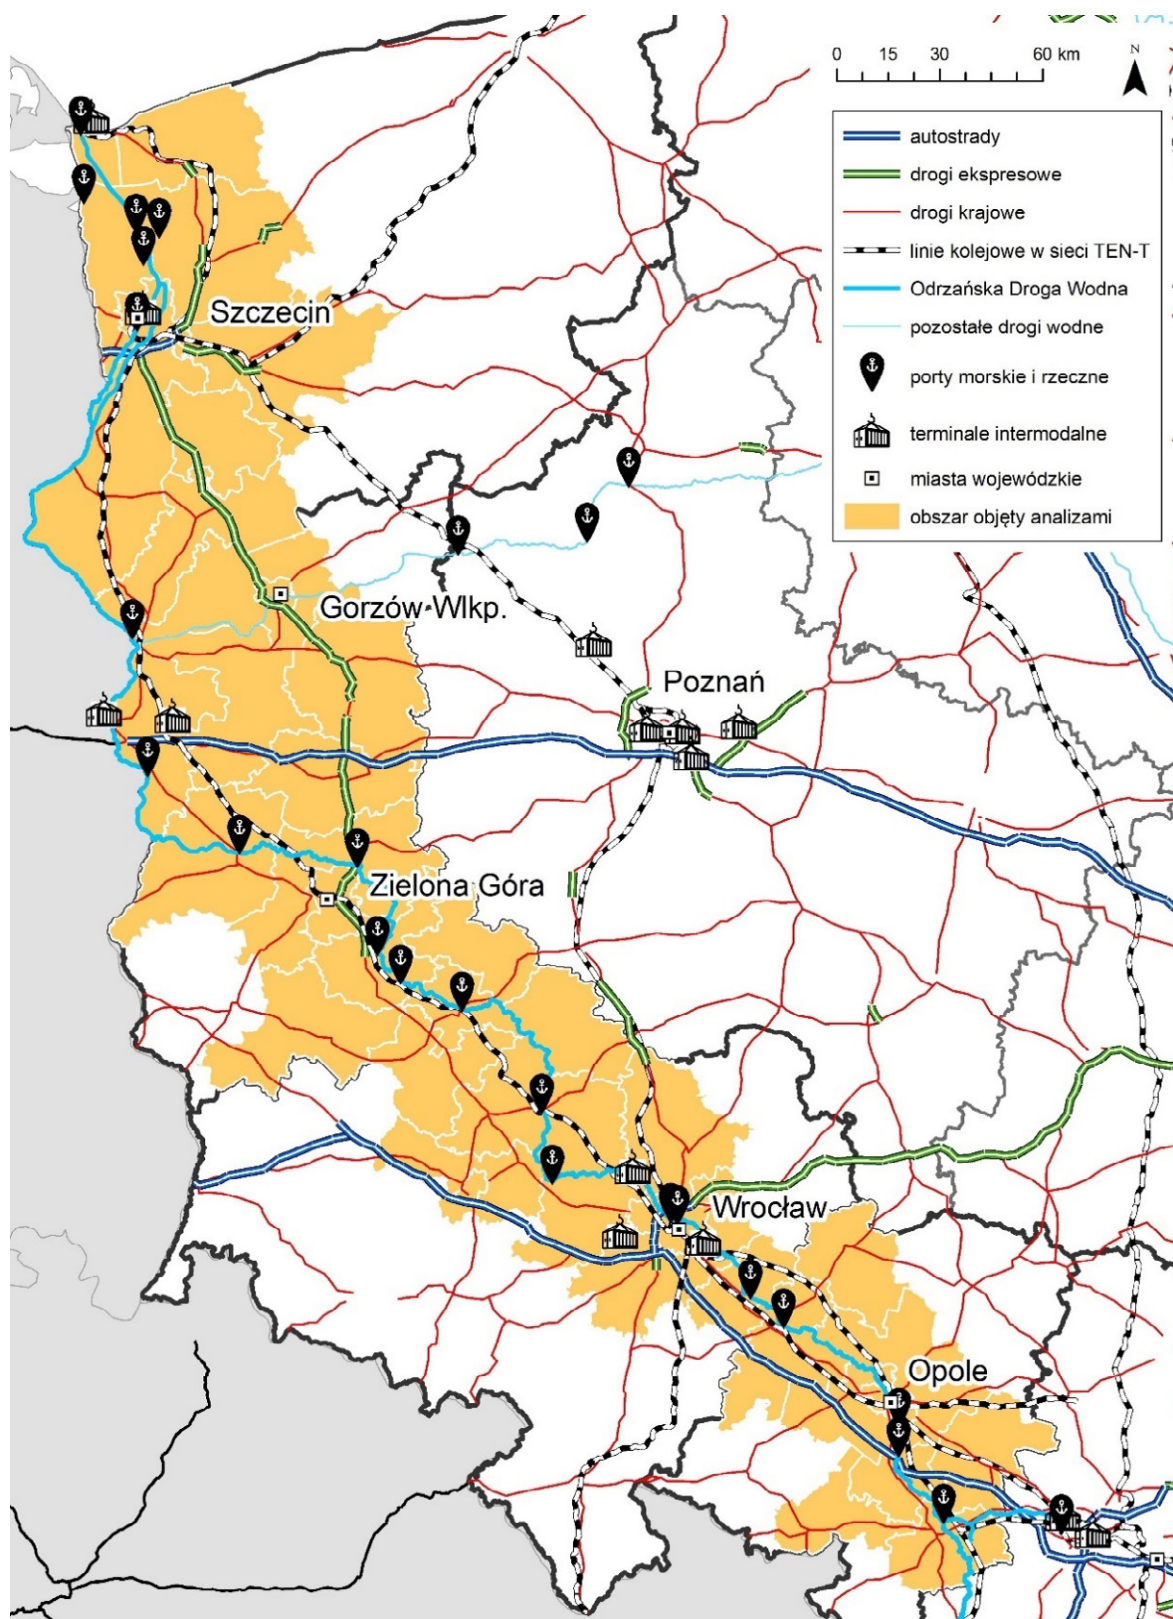 0 15 30 60 km
N
autostrady
drogi ekspresowe
drogi krajowe
linie kolejowe w sieci TEN-T
Odrzańska Droga Wodna
pozostałe drogi wodne
porty morskie i rzeczne
terminale intermodalne
miasta wojewódzkie
obszar objęty analizami
Szczecin
Gorzów Wlkp.
Poznań
Zielona Góra
Wrocław
Opole